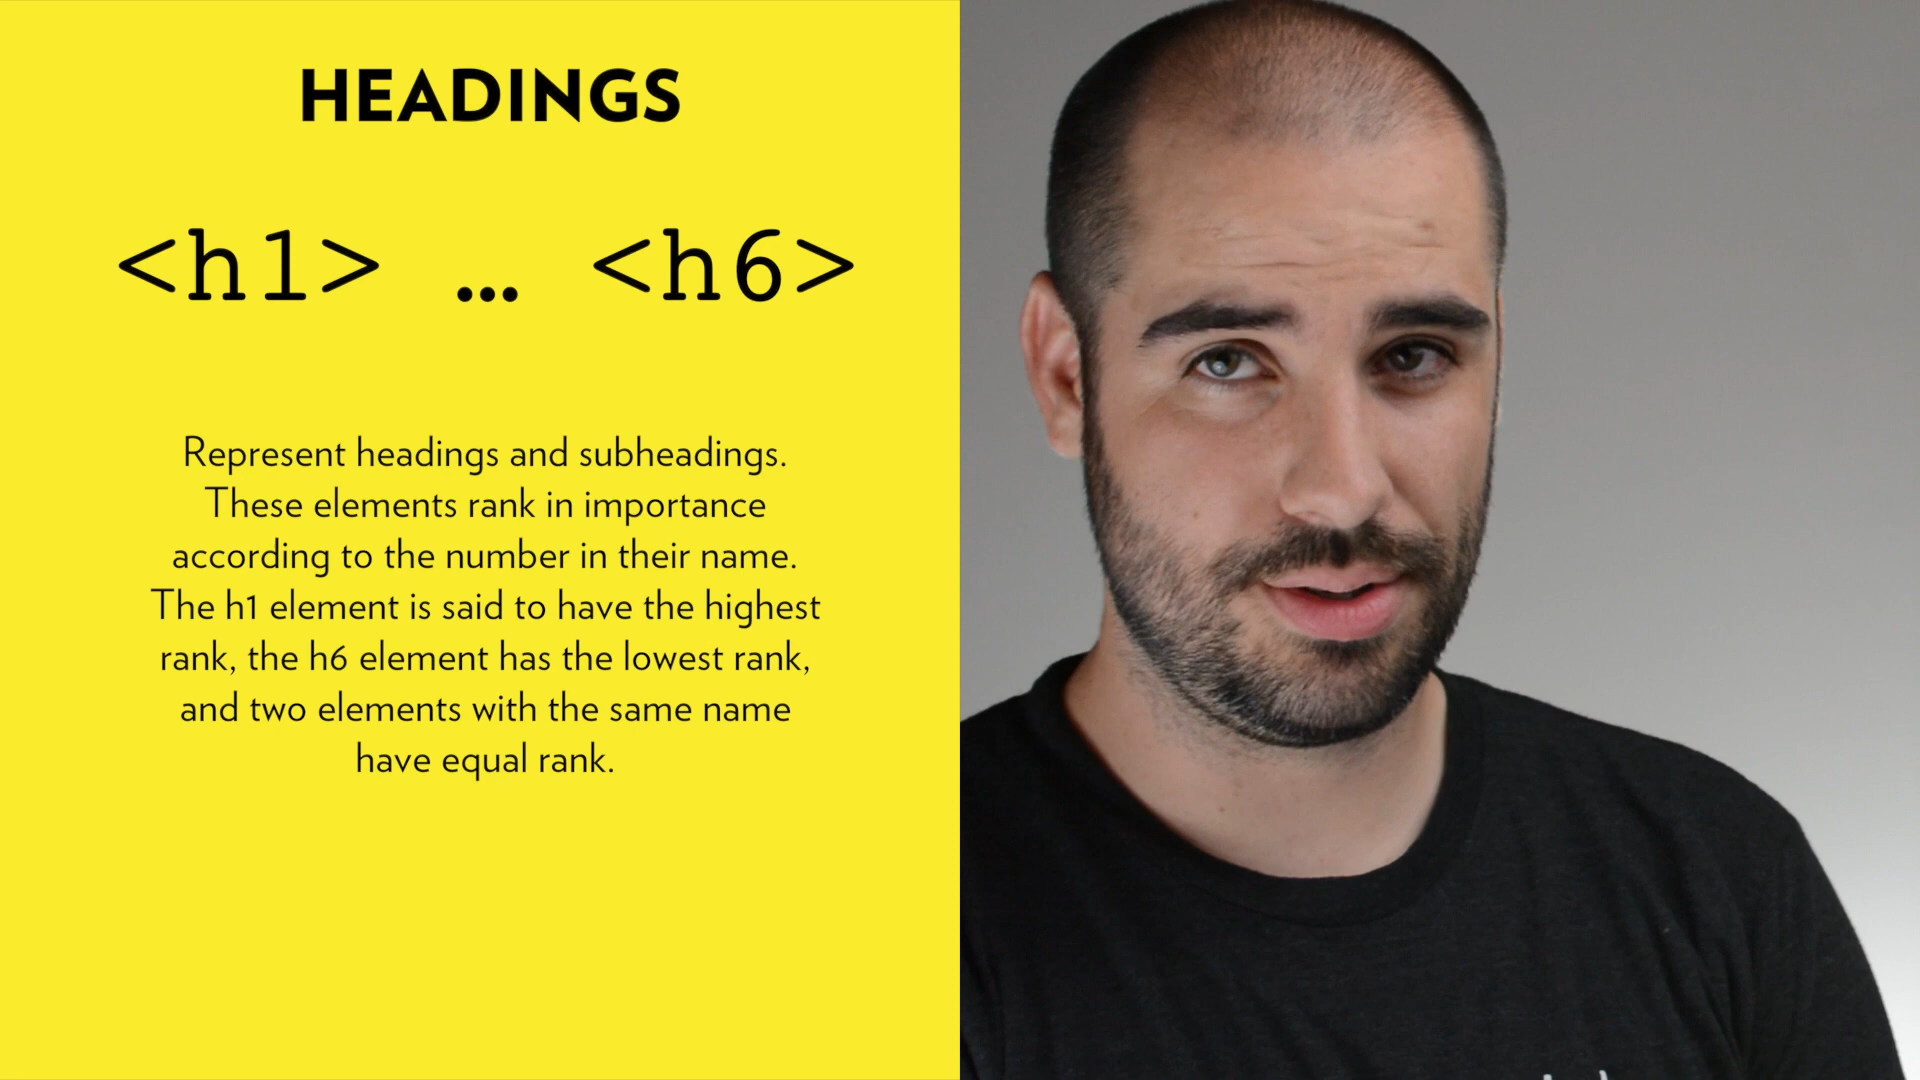 HEADINGS
<h1> … <h6>
Represent headings and subheadings.
These elements rank in importance
according to the number in their name.
The h1 element is said to have the highest
rank, the h6 element has the lowest rank,
and two elements with the same name
have equal rank.